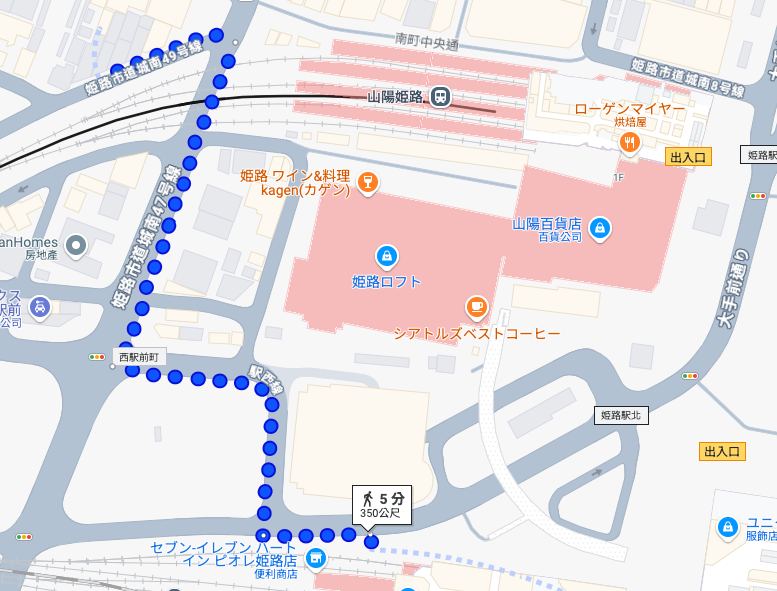 南町中央通
姫路市道城南49号線
姫路市道城南8号線
山陽姫路
ローゲンマイヤー
烘焙屋
出入口
姫路駅
1F
姫路 ワイン&料理
kagen(カゲン)
姫路市道城南47号線
山陽百貨店
百貨公司
anHomes
房地產
姫路ロフト
大手前通り
クス
駅前
公司
シアトルズベストコーヒー
西駅前町
駅西線
姫路駅北
出入口
5 分
350公尺
セブン-イレブン ハート
イン ピオレ姫路店
便利商店
ユニ
服飾店